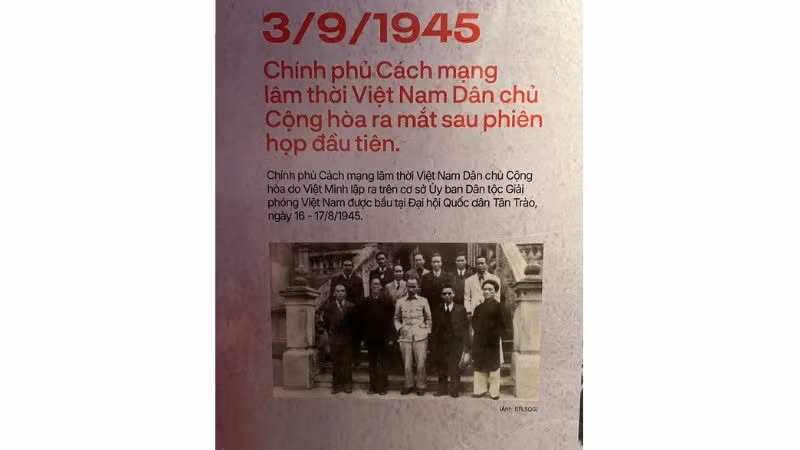 3/9/1945
Chính phủ Cách mạng
lâm thời Việt Nam Dân chủ
Cộng hòa ra mắt sau phiên
họp đầu tiên.
Chính phủ Cách mạng lâm thời Việt Nam Dân chủ Cộng
hòa do Việt Minh lập ra trên cơ sở Ủy ban Dân tộc Giải
phóng Việt Nam được bầu tại Đại hội Quốc dân Tân Trào,
ngày 16 - 17/8/1945.
(Ảnh: BTLSQG)